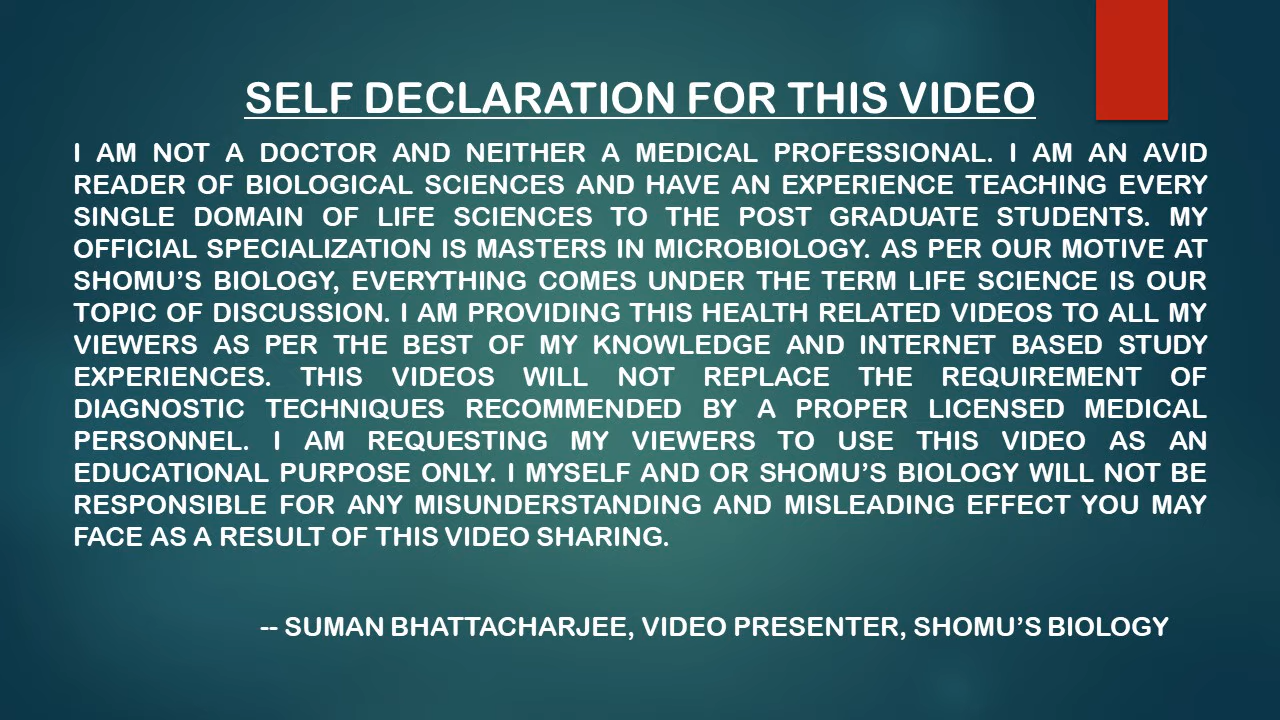 SELF DECLARATION FOR THIS VIDEO
I AM NOT A DOCTOR AND NEITHER A MEDICAL PROFESSIONAL. I AM AN AVID
READER OF BIOLOGICAL SCIENCES AND HAVE AN EXPERIENCE TEACHING EVERY
SINGLE DOMAIN OF LIFE SCIENCES TO THE POST GRADUATE STUDENTS. MY
OFFICIAL SPECIALIZATION IS MASTERS IN MICROBIOLOGY. AS PER OUR MOTIVE AT
SHOMU’S BIOLOGY, EVERYTHING COMES UNDER THE TERM LIFE SCIENCE IS OUR
TOPIC OF DISCUSSION. I AM PROVIDING THIS HEALTH RELATED VIDEOS TO ALL MY
VIEWERS AS PER THE BEST OF MY KNOWLEDGE AND INTERNET BASED STUDY
EXPERIENCES. THIS VIDEOS WILL NOT REPLACE THE REQUIREMENT OF
DIAGNOSTIC TECHNIQUES RECOMMENDED BY A PROPER LICENSED MEDICAL
PERSONNEL. I AM REQUESTING MY VIEWERS TO USE THIS VIDEO AS AN
EDUCATIONAL PURPOSE ONLY. I MYSELF AND OR SHOMU’S BIOLOGY WILL NOT BE
RESPONSIBLE FOR ANY MISUNDERSTANDING AND MISLEADING EFFECT YOU MAY
FACE AS A RESULT OF THIS VIDEO SHARING.
-- SUMAN BHATTACHARJEE, VIDEO PRESENTER, SHOMU’S BIOLOGY